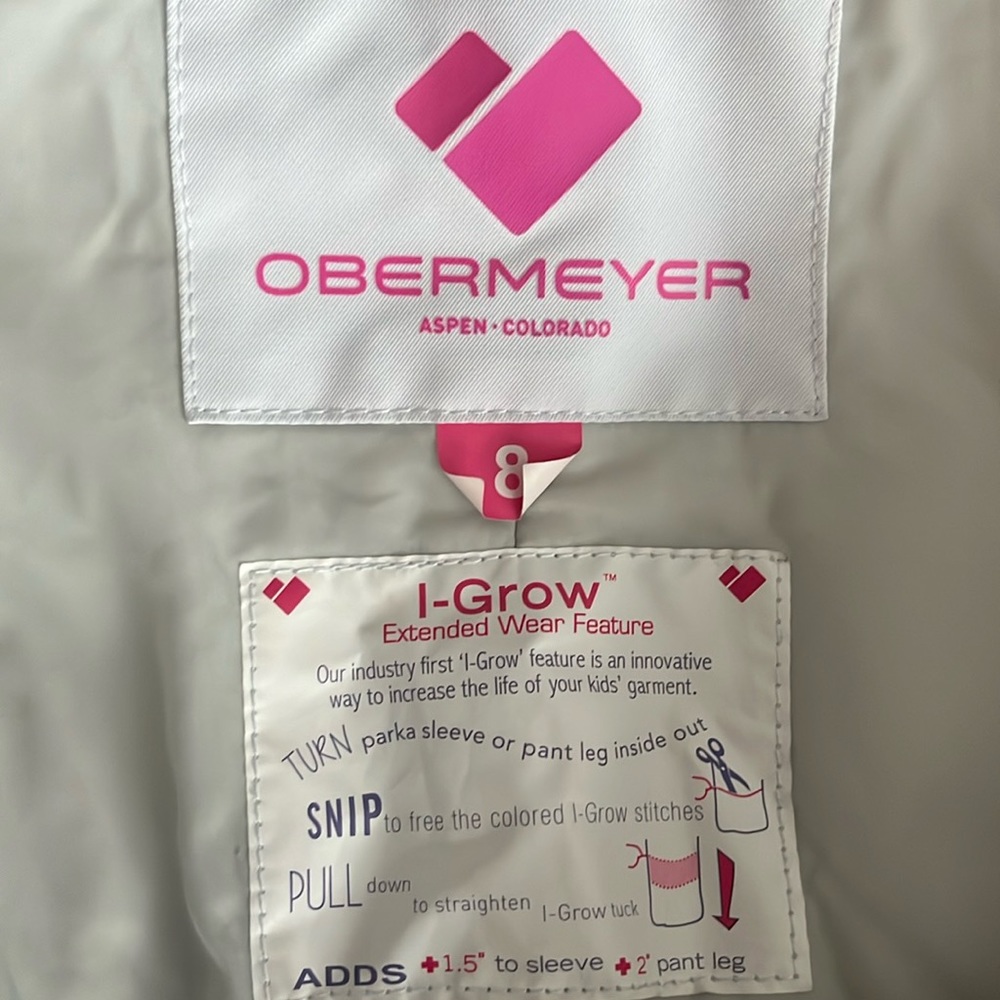 OBERMEYER
ASPEN · COLORADO
8
I-Grow™
Extended Wear Feature
Our industry first 'I-Grow' feature is an innovative
way to increase the life of your kids' garment.
TURN parka sleeve or pant leg inside out
SNIP to free the colored I-Grow stitches
PULL down to straighten I-Grow tuck
ADDS +1.5" to sleeve +2" pant leg